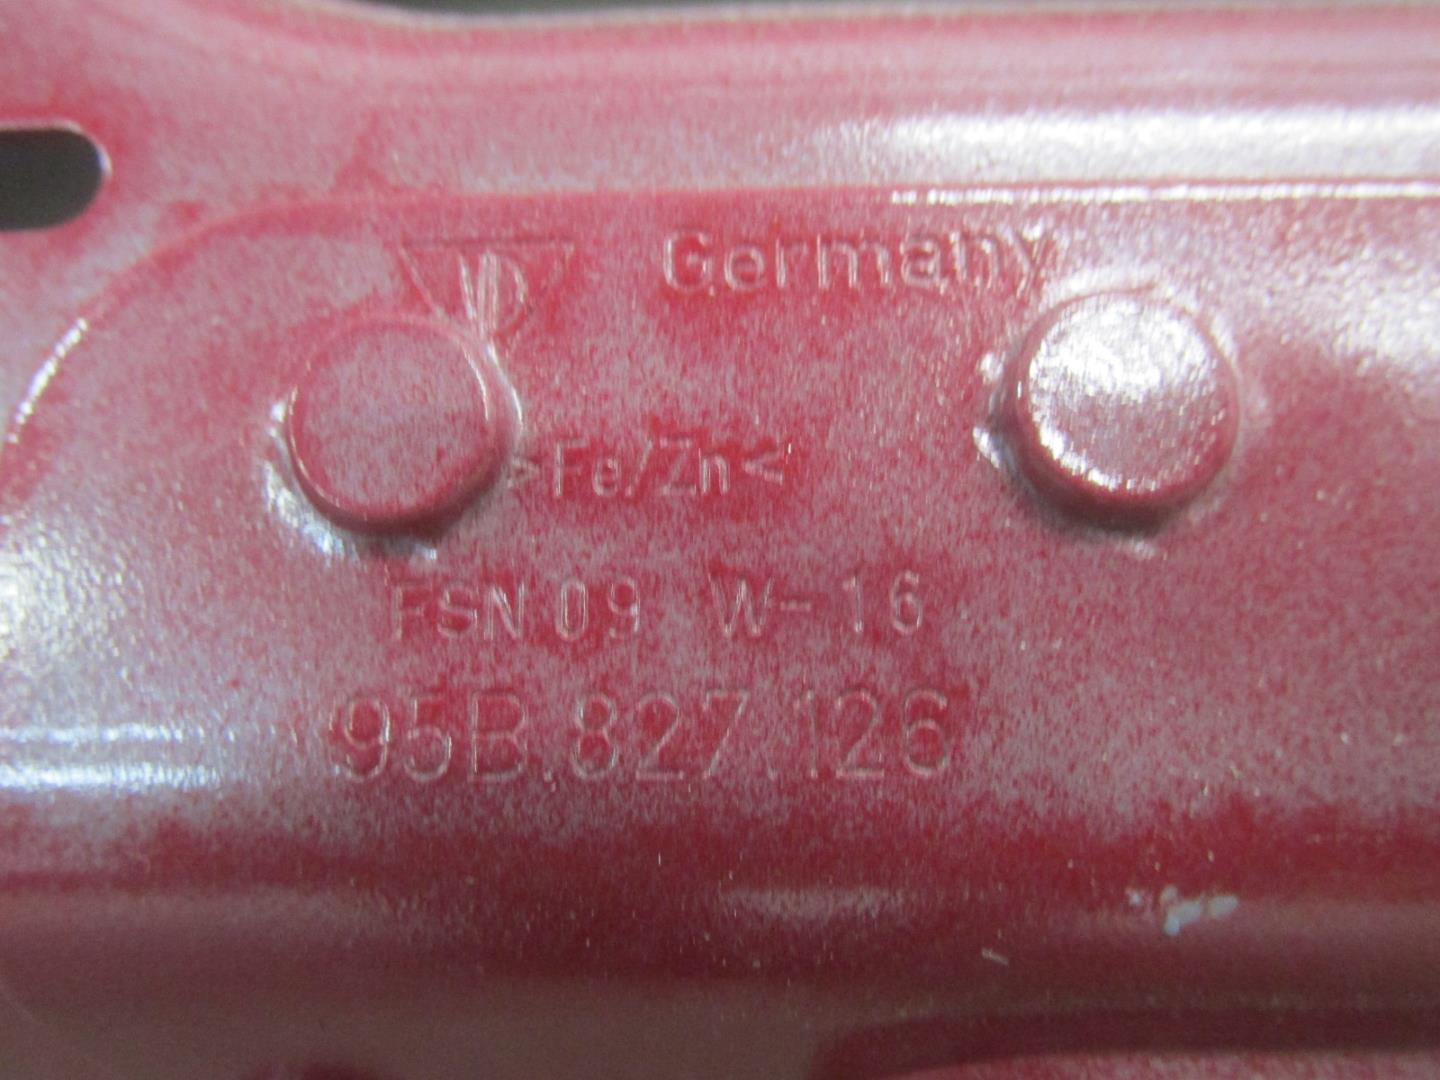 Germany
>Fe/Zn<
FSN 09 W-16
95B.827.126